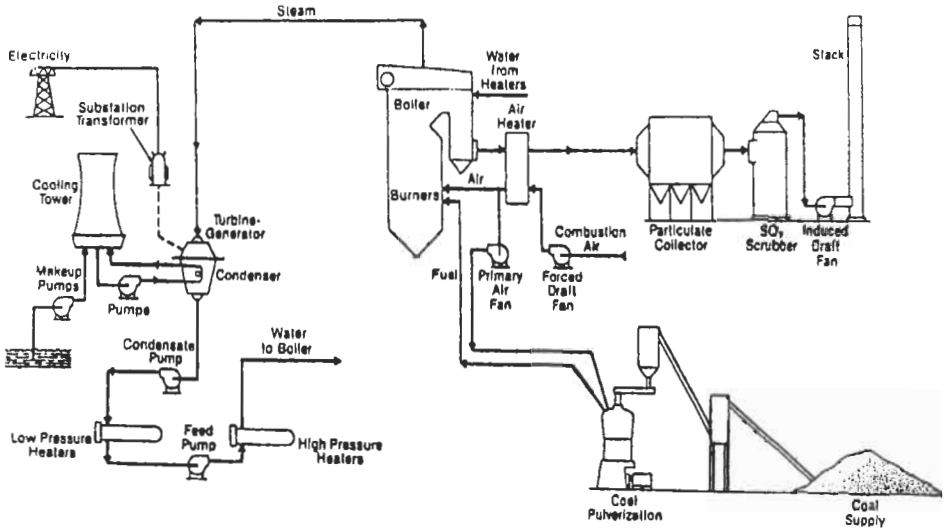 Steam
Electricity
Substation
Transformer
Cooling
Tower
Turbine-
Generator
Condenser
Makeup
Pumps
Pumps
Condensate
Pump
Water
to Boiler
Low Pressure
Heaters
Feed
Pump
High Pressure
Heaters
Water
from
Heaters
Boiler
Air
Heater
Air
Burners
Fuel
Primary
Air
Fan
Forced
Draft
Fan
Combustion
Air
Particulate
Collector
SOx
Scrubber
Induced
Draft
Fan
Stack
Coal
Pulverization
Coal
Supply